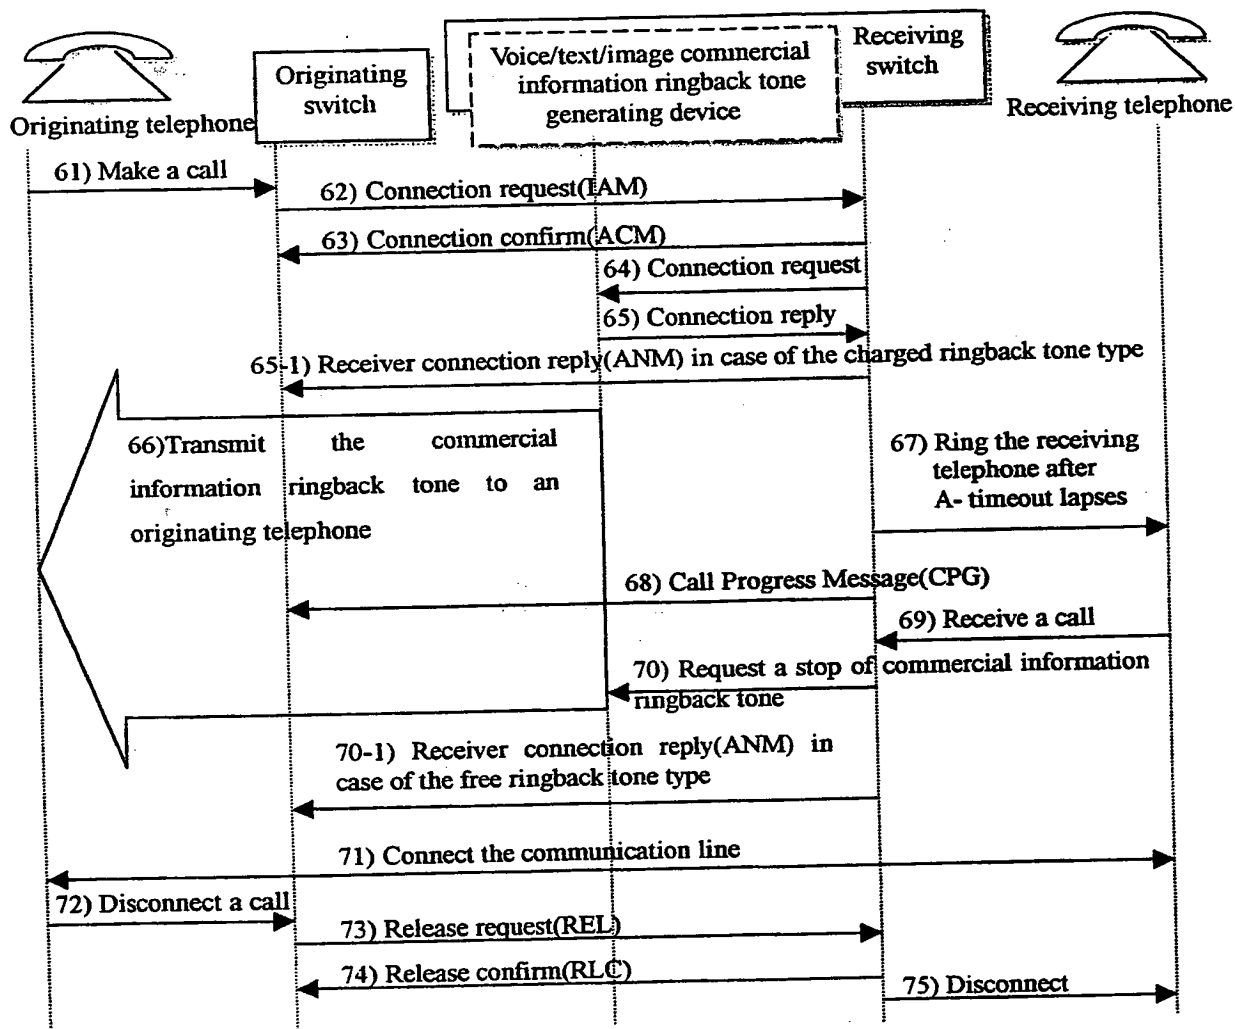 Originating telephone
Originating
switch
Voice/text/image commercial
information ringback tone
generating device
Receiving
switch
Receiving telephone
61) Make a call
62) Connection request(IAM)
63) Connection confirm(ACM)
64) Connection request
65) Connection reply
65-1) Receiver connection reply(ANM) in case of the charged ringback tone type
66)Transmit the commercial
information ringback tone to an
originating telephone
67) Ring the receiving
telephone after
A- timeout lapses
68) Call Progress Message(CPG)
69) Receive a call
70) Request a stop of commercial information
ringback tone
70-1) Receiver connection reply(ANM) in
case of the free ringback tone type
71) Connect the communication line
72) Disconnect a call
73) Release request(REL)
74) Release confirm(RLC)
75) Disconnect